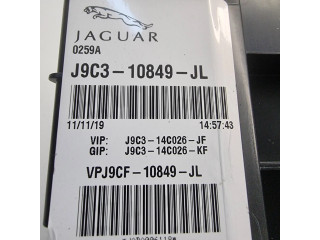 JAGUAR
0259A
J9C3-10849-JL
11/11/19 14:57:43
VIP: J9C3-14C026-JF
GIP: J9C3-14C026-KF
VPJ9CF-10849-JL